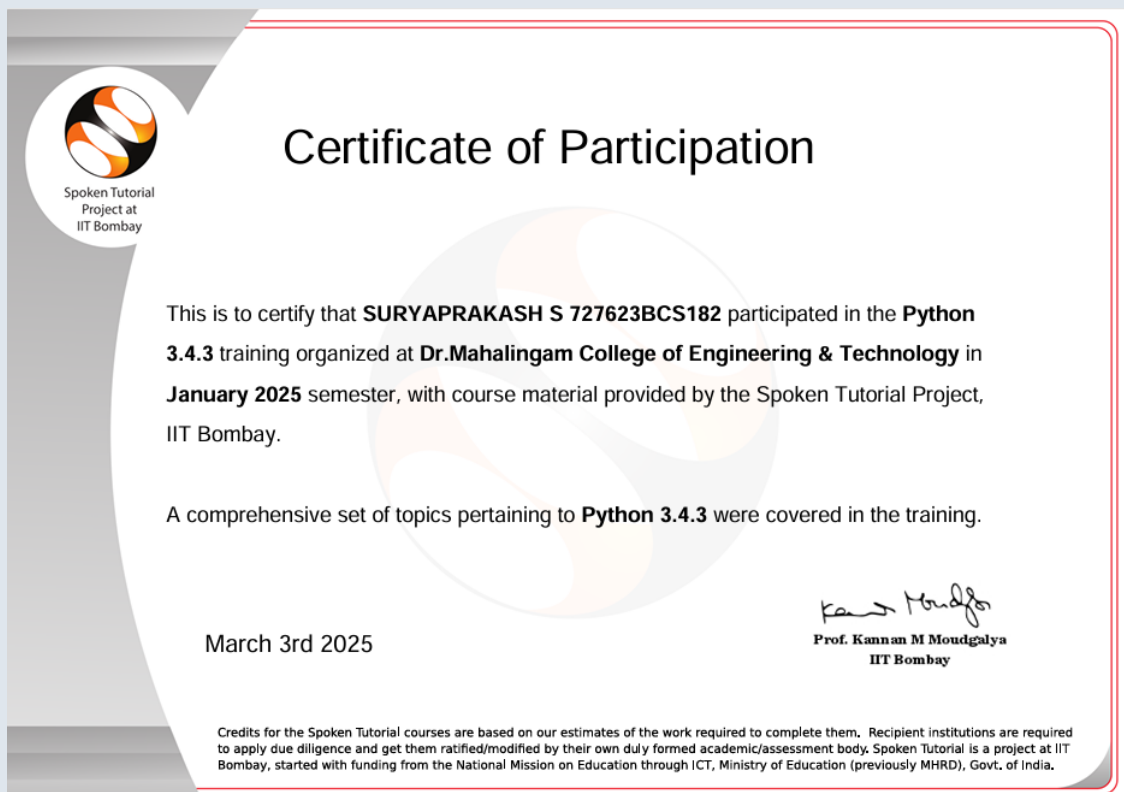 Spoken Tutorial
Project at
IIT Bombay
Certificate of Participation
This is to certify that SURYAPRAKASH S 727623BCS182 participated in the Python
3.4.3 training organized at Dr.Mahalingam College of Engineering & Technology in
January 2025 semester, with course material provided by the Spoken Tutorial Project,
IIT Bombay.
A comprehensive set of topics pertaining to Python 3.4.3 were covered in the training.
March 3rd 2025
Prof. Kannan M Moudgalya
IIT Bombay
Credits for the Spoken Tutorial courses are based on our estimates of the work required to complete them. Recipient institutions are required
to apply due diligence and get them ratified/modified by their own duly formed academic/assessment body. Spoken Tutorial is a project at IIT
Bombay, started with funding from the National Mission on Education through ICT, Ministry of Education (previously MHRD), Govt. of India.